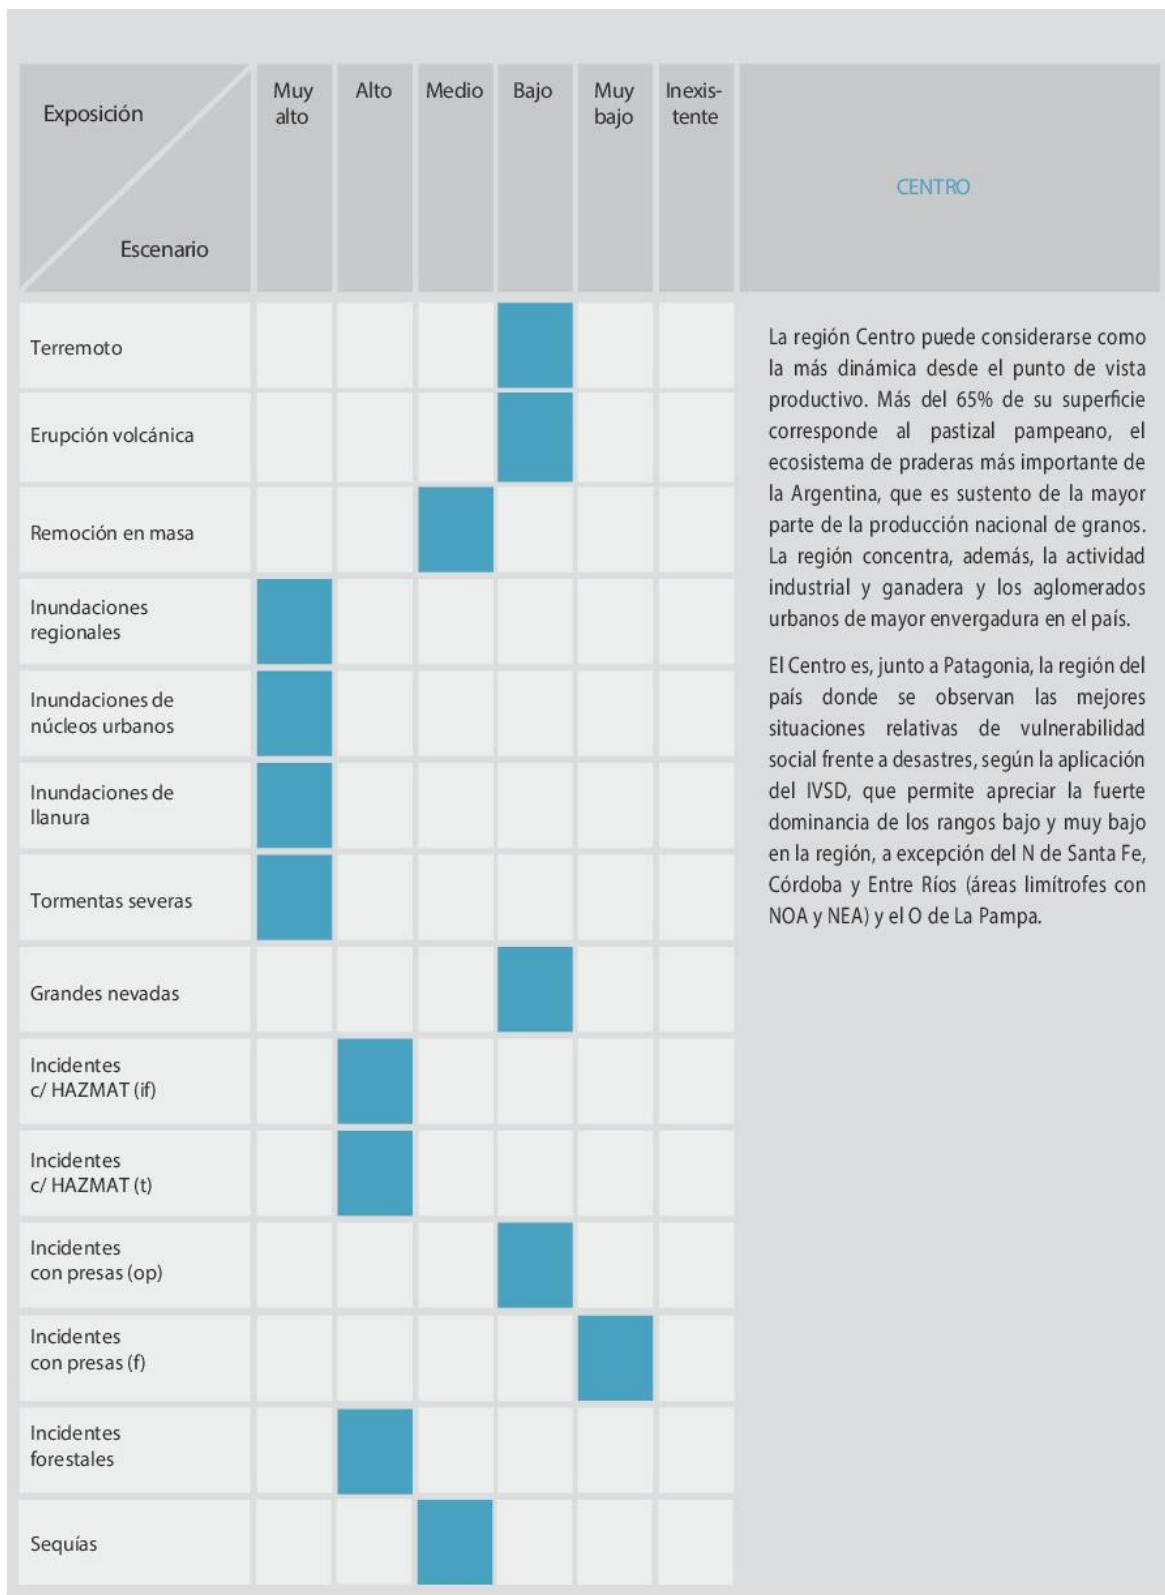 Exposición
Escenario
Muy
alto
Alto
Medio
Bajo
Muy
bajo
Inexis-
tente
CENTRO
Terremoto
Erupción volcánica
Remoción en masa
Inundaciones
regionales
Inundaciones de
núcleos urbanos
Inundaciones de
llanura
Tormentas severas
Grandes nevadas
Incidentes
c/ HAZMAT (if)
Incidentes
c/ HAZMAT (t)
Incidentes
con presas (op)
Incidentes
con presas (f)
Incidentes
forestales
Sequías
La región Centro puede considerarse como
la más dinámica desde el punto de vista
productivo. Más del 65% de su superficie
corresponde al pastizal pampeano, el
ecosistema de praderas más importante de
la Argentina, que es sustento de la mayor
parte de la producción nacional de granos.
La región concentra, además, la actividad
industrial y ganadera y los aglomerados
urbanos de mayor envergadura en el país.
El Centro es, junto a Patagonia, la región del
país donde se observan las mejores
situaciones relativas de vulnerabilidad
social frente a desastres, según la aplicación
del IVSD, que permite apreciar la fuerte
dominancia de los rangos bajo y muy bajo
en la región, a excepción del N de Santa Fe,
Córdoba y Entre Ríos (áreas limítrofes con
NOA y NEA) y el O de La Pampa.